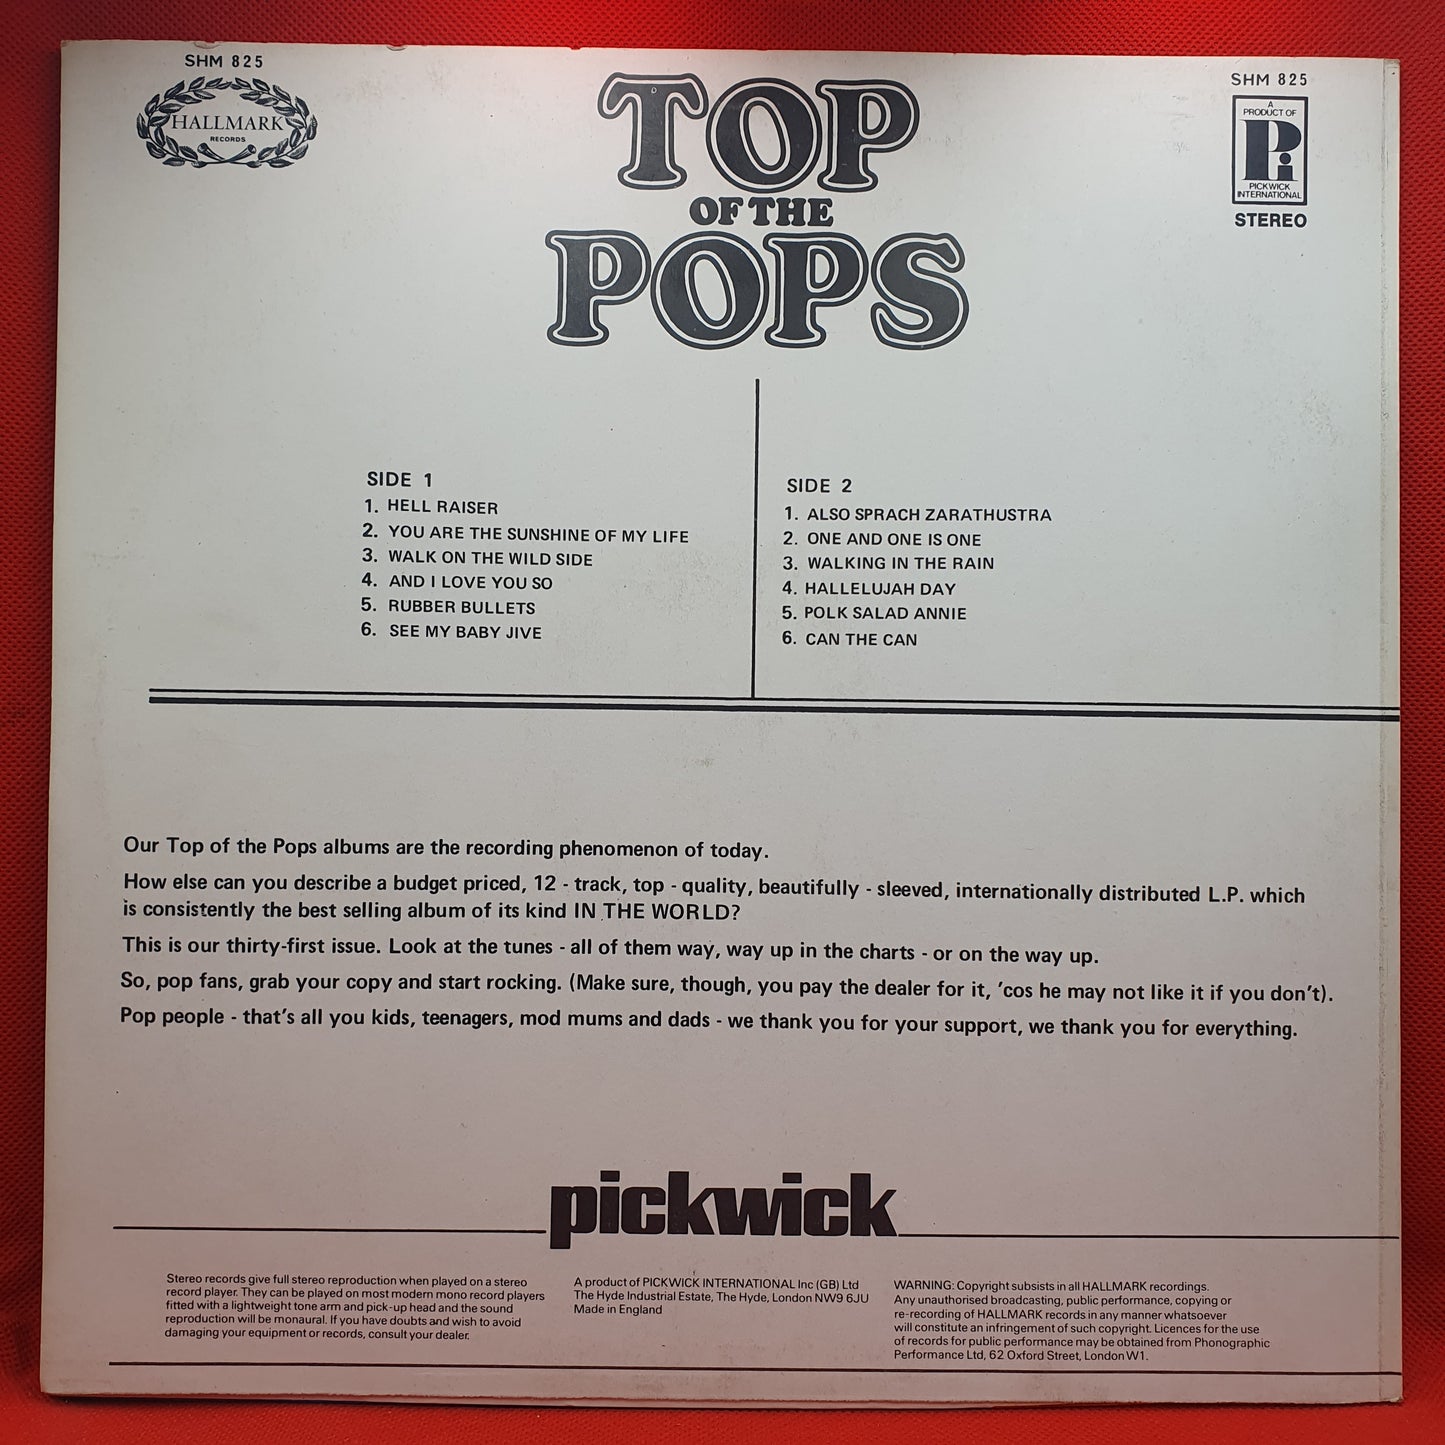 SHM 825
HALLMARK
RECORDS
TOP
OF THE
POPS
SHM 825
A
PRODUCT OF
Pi
PICKWICK
INTERNATIONAL
STEREO
SIDE 1
1. HELL RAISER
2. YOU ARE THE SUNSHINE OF MY LIFE
3. WALK ON THE WILD SIDE
4. AND I LOVE YOU SO
5. RUBBER BULLETS
6. SEE MY BABY JIVE
SIDE 2
1. ALSO SPRACH ZARATHUSTRA
2. ONE AND ONE IS ONE
3. WALKING IN THE RAIN
4. HALLELUJAH DAY
5. POLK SALAD ANNIE
6. CAN THE CAN
Our Top of the Pops albums are the recording phenomenon of today.
How else can you describe a budget priced, 12 - track, top - quality, beautifully - sleeved, internationally distributed L.P. which
is consistently the best selling album of its kind IN THE WORLD?
This is our thirty-first issue. Look at the tunes - all of them way, way up in the charts - or on the way up.
So, pop fans, grab your copy and start rocking. (Make sure, though, you pay the dealer for it, 'cos he may not like it if you don't).
Pop people - that's all you kids, teenagers, mod mums and dads - we thank you for your support, we thank you for everything.
pickwick
Stereo records give full stereo reproduction when played on a stereo
record player. They can be played on most modern mono record players
fitted with a lightweight tone arm and pick-up head and the sound
reproduction will be monaural. If you have doubts and wish to avoid
damaging your equipment or records, consult your dealer.
A product of PICKWICK INTERNATIONAL Inc (GB) Ltd
The Hyde Industrial Estate, The Hyde, London NW9 6JU
Made in England
WARNING: Copyright subsists in all HALLMARK recordings.
Any unauthorised broadcasting, public performance, copying or
re-recording of HALLMARK records in any manner whatsoever
will constitute an infringement of such copyright. Licences for the use
of records for public performance may be obtained from Phonographic
Performance Ltd, 62 Oxford Street, London W1.